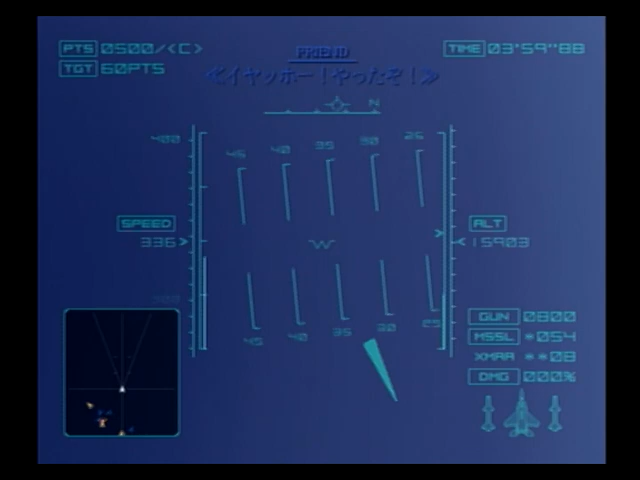 PTS 0500/<C>
TGT 60PTS
FRIEND
≪イヤッホー!やったぞ!≫
TIME 03'59"88
N
400
45 40 35 30 25
SPEED
336
ALT
15903
300
45 40 35 30 25
GUN 0800
MSSL *054
XMAA **08
DMG 000%